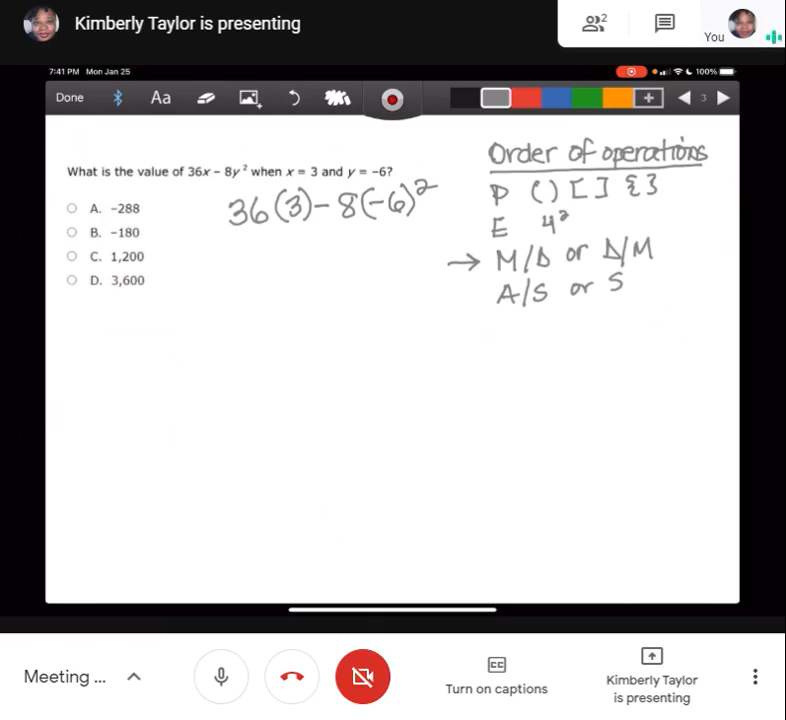 Kimberly Taylor is presenting
2
You
7:41 PM Mon Jan 25
100%
Done
Aa
3
What is the value of 36x – 8y² when x = 3 and y = –6?
A. –288
B. –180
C. 1,200
D. 3,600
36(3)-8(-6)²
Order of operations
P ( ) [ ] { }
E 4²
→ M/D or D/M
A/S or S
Meeting ...
CC
Turn on captions
Kimberly Taylor
is presenting